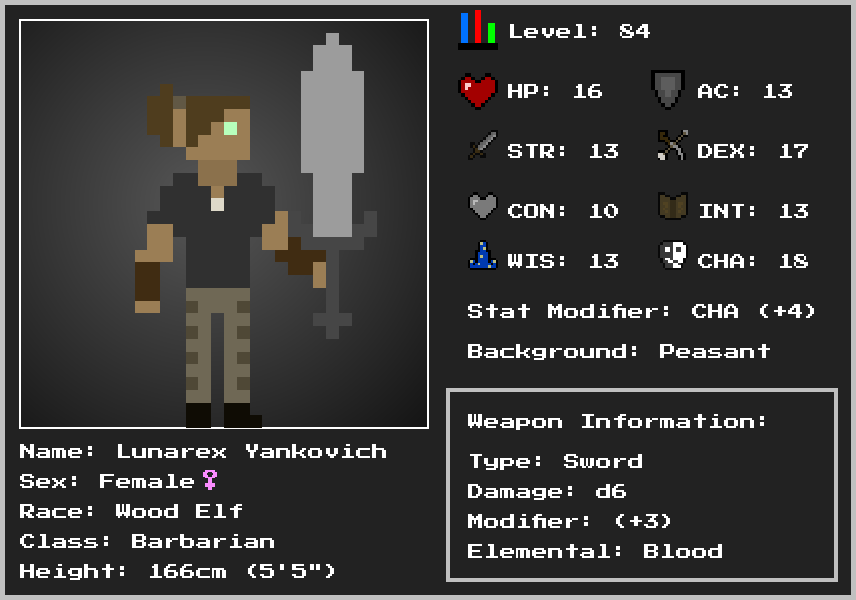 Level: 84
HP: 16 AC: 13
STR: 13 DEX: 17
CON: 10 INT: 13
WIS: 13 CHA: 18
Stat Modifier: CHA (+4)
Background: Peasant
Weapon Information:
Type: Sword
Damage: d6
Modifier: (+3)
Elemental: Blood
Name: Lunarex Yankovich
Sex: Female♀
Race: Wood Elf
Class: Barbarian
Height: 166cm (5'5")